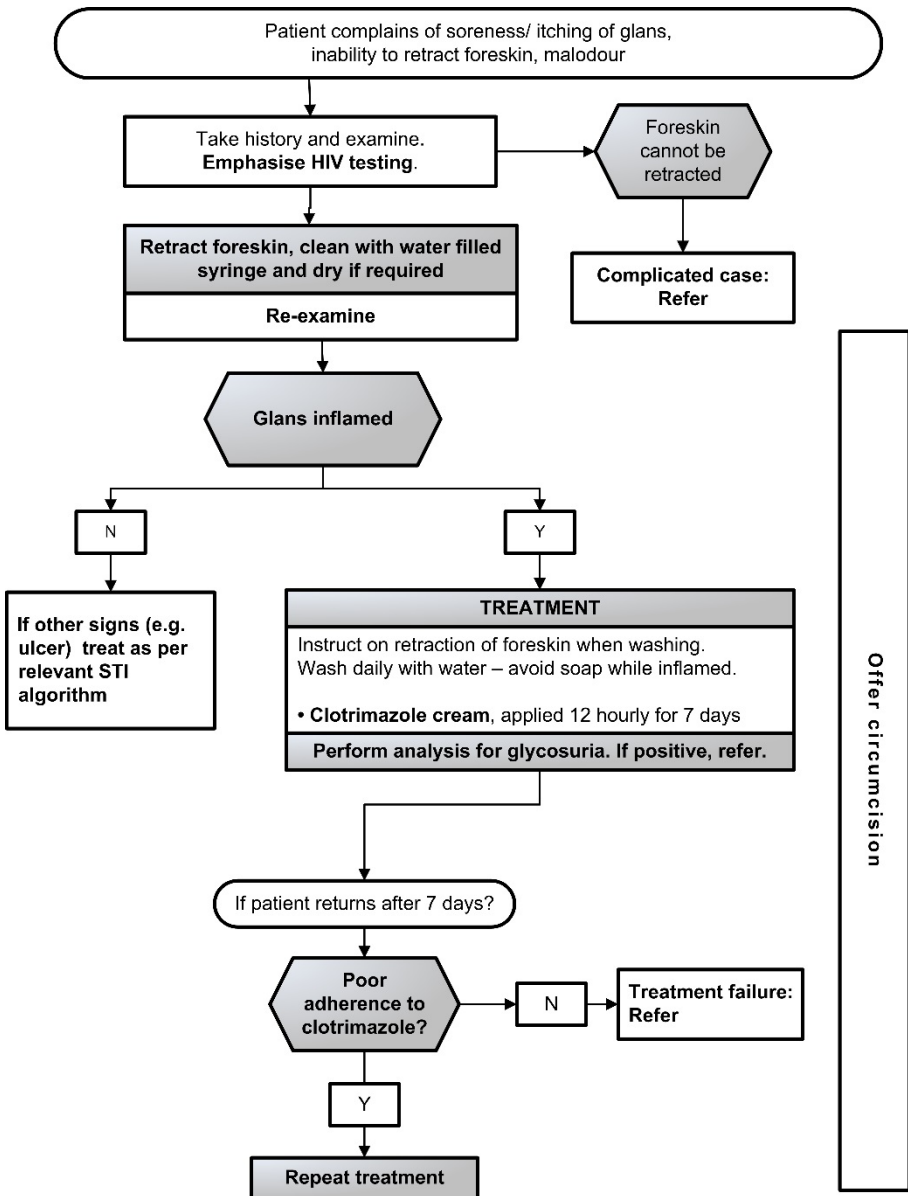 Patient complains of soreness/ itching of glans,
inability to retract foreskin, malodour
Take history and examine.
Emphasise HIV testing.
Foreskin
cannot be
retracted
Retract foreskin, clean with water filled
syringe and dry if required
Re-examine
Complicated case:
Refer
Glans inflamed
N
Y
If other signs (e.g.
ulcer) treat as per
relevant STI
algorithm
TREATMENT
Instruct on retraction of foreskin when washing.
Wash daily with water – avoid soap while inflamed.
• Clotrimazole cream, applied 12 hourly for 7 days
Perform analysis for glycosuria. If positive, refer.
If patient returns after 7 days?
Poor
adherence to
clotrimazole?
N
Treatment failure:
Refer
Y
Repeat treatment
Offer circumcision